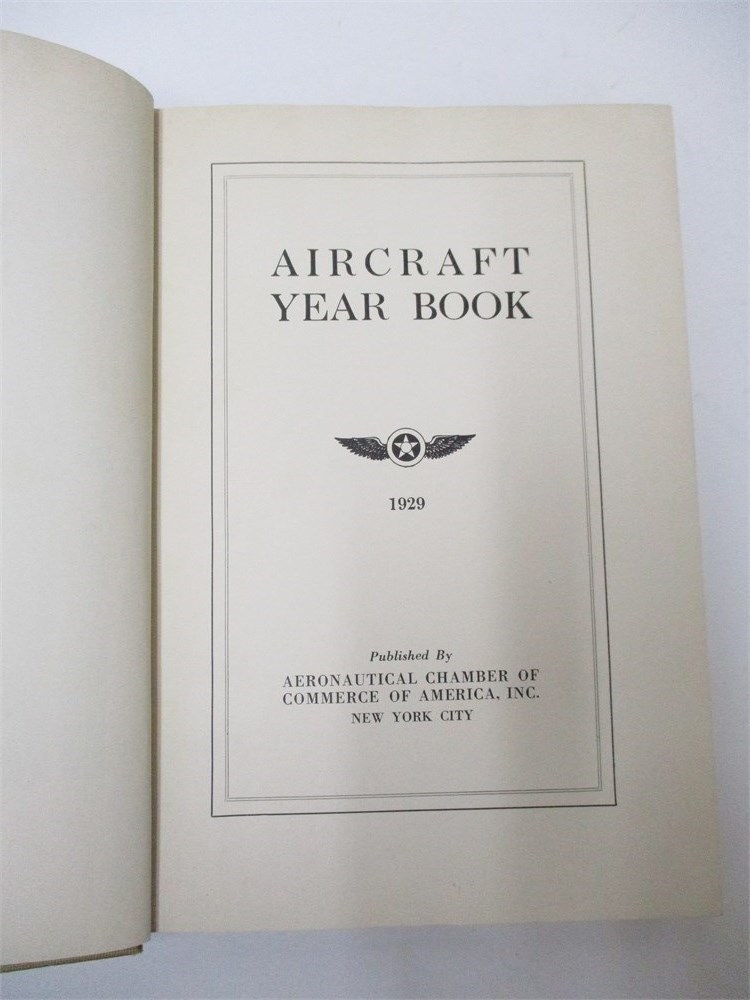 AIRCRAFT
YEAR BOOK
1929
Published By
AERONAUTICAL CHAMBER OF
COMMERCE OF AMERICA, INC.
NEW YORK CITY